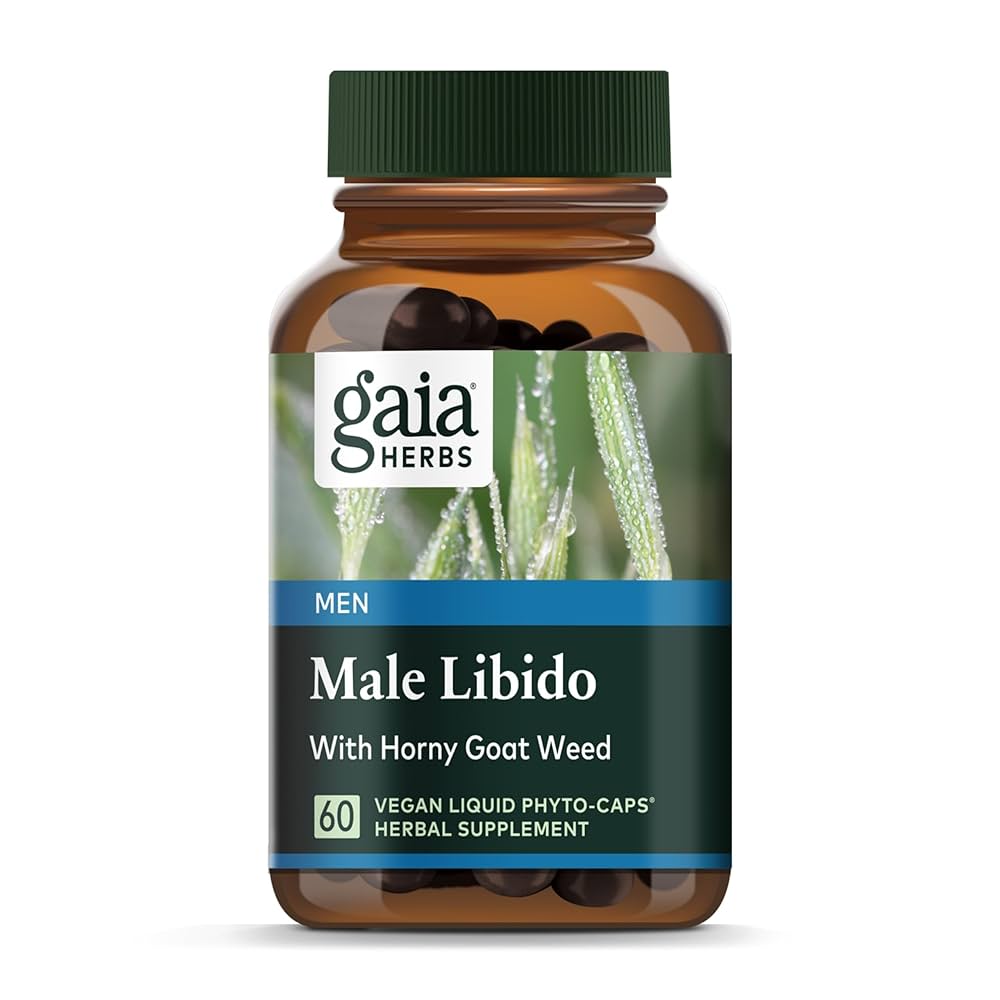 gaia®
HERBS
MEN
Male Libido
With Horny Goat Weed
60
VEGAN LIQUID PHYTO-CAPS®
HERBAL SUPPLEMENT